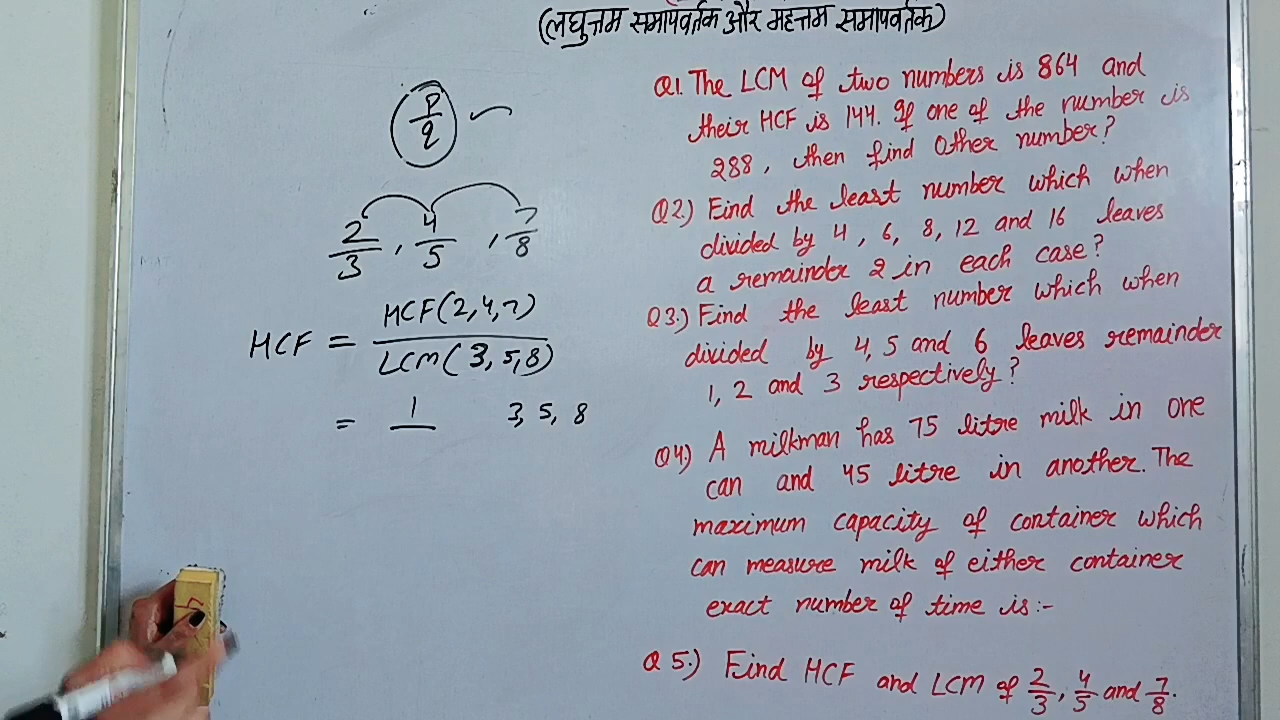 (लघुत्तम समापवर्तक और महत्तम समापवर्तक)
p/q
2/3 , 4/5 , 7/8
HCF = HCF(2,4,7)/LCM(3,5,8)
= 1/ 3, 5, 8
Q1. The LCM of two numbers is 864 and
their HCF is 144. If one of the number is
288, then find Other number?
Q2.) Find the least number which when
divided by 4, 6, 8, 12 and 16 leaves
a remainder 2 in each case?
Q3.) Find the least number which when
divided by 4, 5 and 6 leaves remainder
1, 2 and 3 respectively?
Q4.) A milkman has 75 litre milk in one
can and 45 litre in another. The
maximum capacity of container which
can measure milk of either container
exact number of time is :-
Q5.) Find HCF and LCM of 2/3, 4/5 and 7/8.